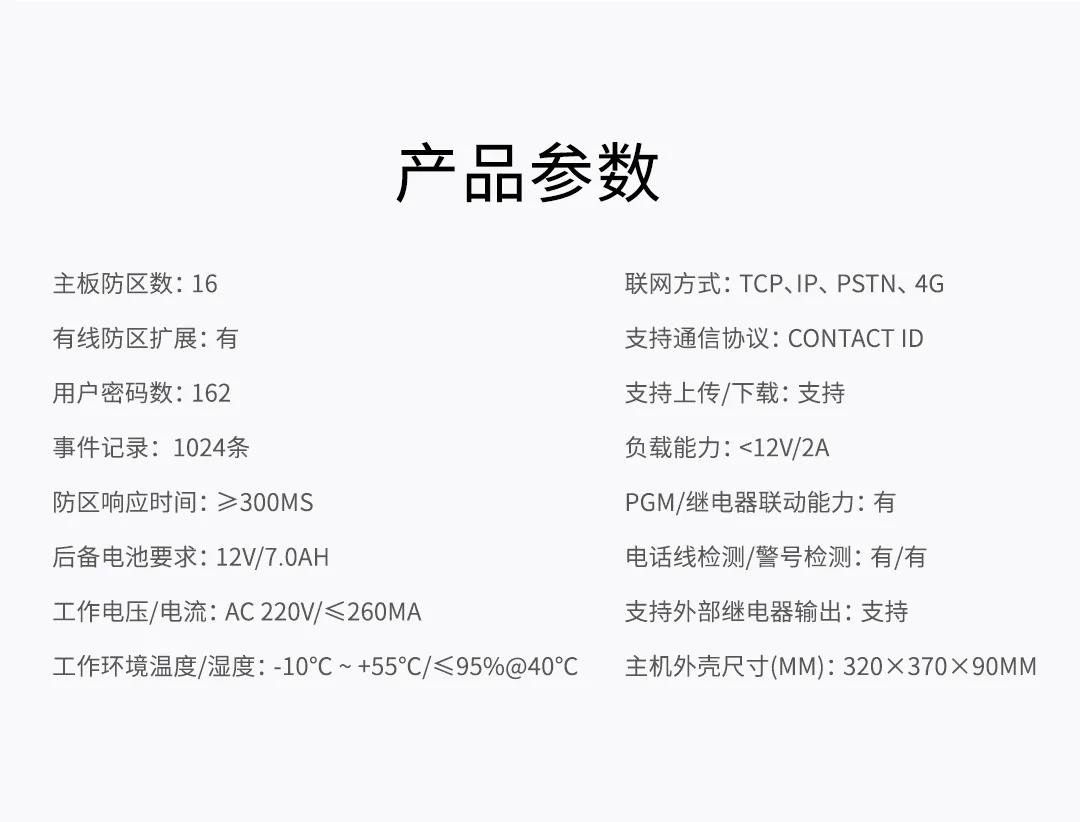 产品参数
主板防区数：16
有线防区扩展：有
用户密码数：162
事件记录：1024条
防区响应时间：≥300MS
后备电池要求：12V/7.0AH
工作电压/电流：AC 220V/≤260MA
工作环境温度/湿度：-10℃ ~ +55℃/≤95%@40℃
联网方式：TCP、IP、PSTN、4G
支持通信协议：CONTACT ID
支持上传/下载：支持
负载能力：<12V/2A
PGM/继电器联动能力：有
电话线检测/警号检测：有/有
支持外部继电器输出：支持
主机外壳尺寸(MM)：320×370×90MM